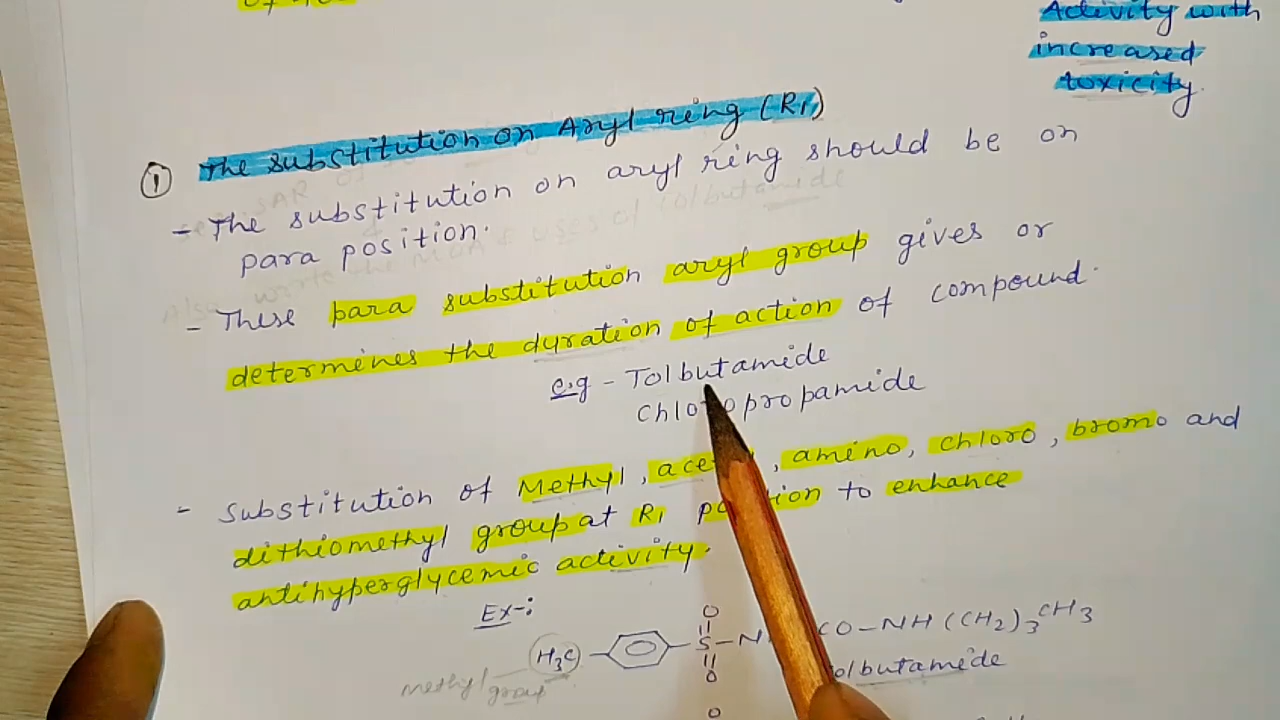 Activity with
increased
toxicity.
① The substitution on Aryl ring (R1)
- The substitution on aryl ring should be on
para position.
- These para substitution aryl group gives or
determines the duration of action of compound.
e.g - Tolbutamide
Chloropropamide
- Substitution of Methyl, , amino, chloro, bromo and
dithiomethyl group at R1 to enhance
antihyperglycemic activity.
Ex-:
H3C S CO-NH(CH2)3CH3
O
O
methyl group
O